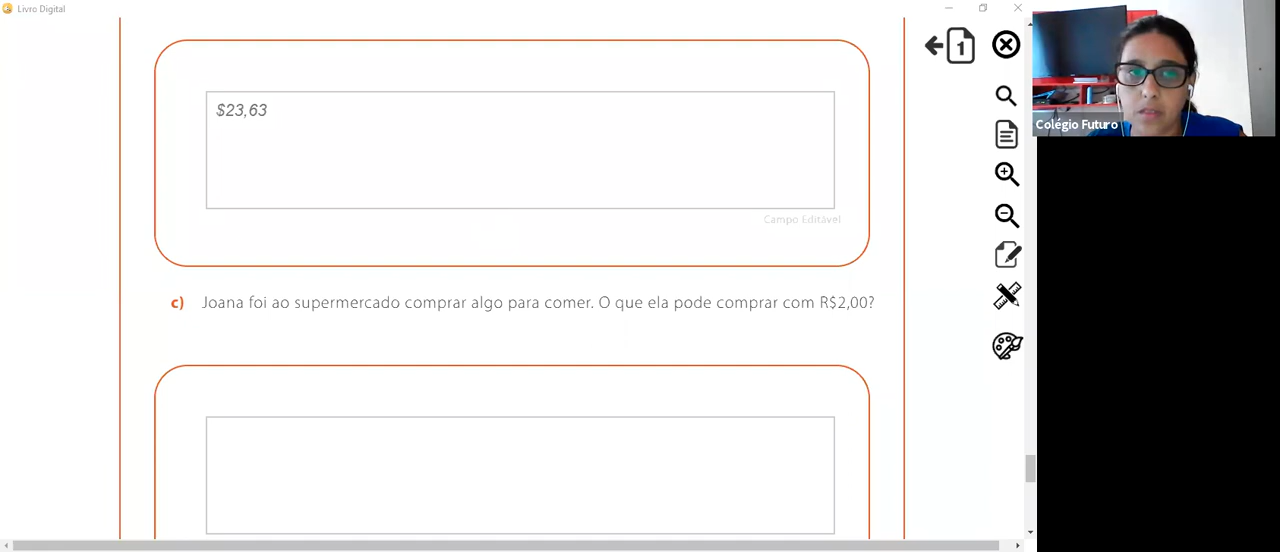 Livro Digital
$23,63
Campo Editável
c) Joana foi ao supermercado comprar algo para comer. O que ela pode comprar com R$2,00?
1
Colégio Futuro